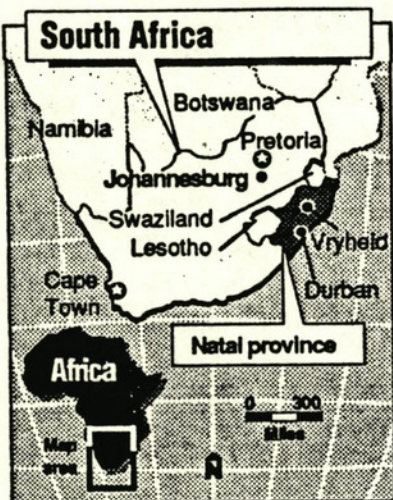 South Africa
Botswana
Namibia
Pretoria
Johannesburg
Swaziland
Lesotho
Vryheid
Cape
Town
Durban
Natal province
Africa
0 300
Miles
Map
area
N